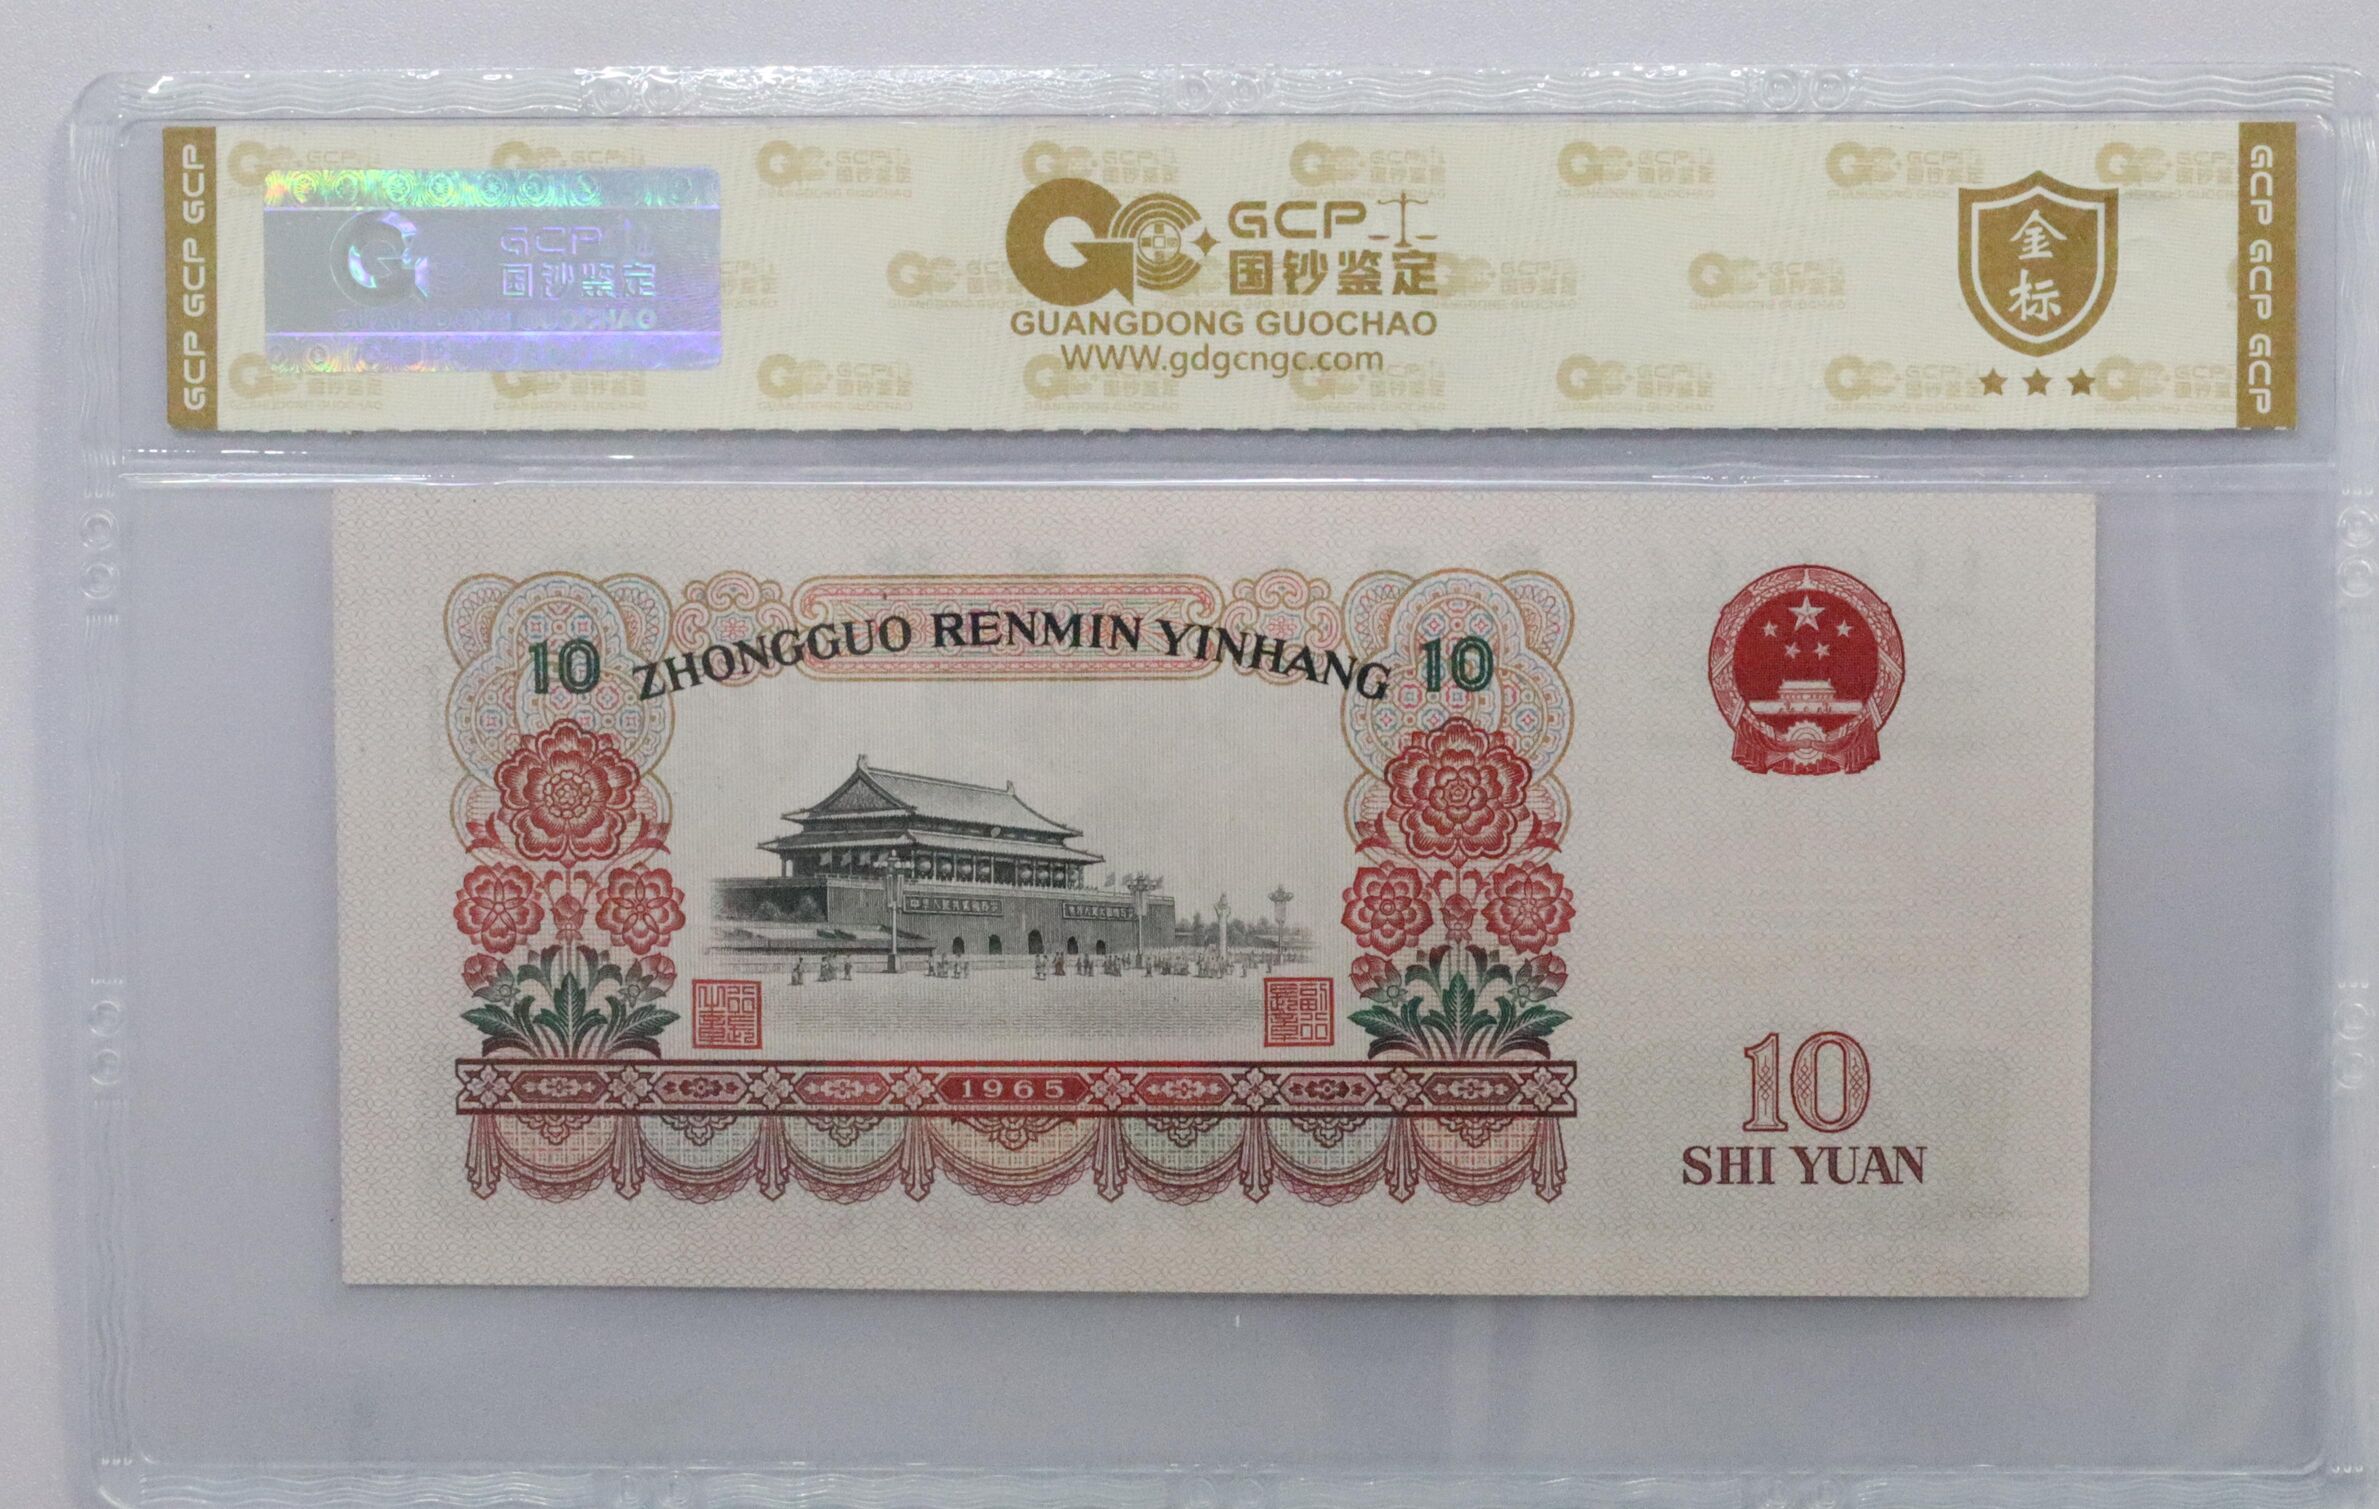 GCP GCP GCP
GCP
国钞鉴定
GUANGDONG GUOCHAO
GCP
国钞鉴定
GUANGDONG GUOCHAO
WWW.gdgcngc.com
金
标
GCP GCP GCP
10 ZHONGGUO RENMIN YINHANG 10
1965
10
SHI YUAN